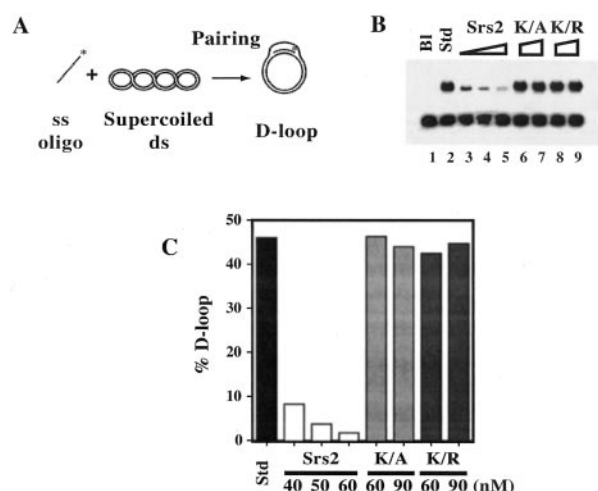 A
*
Pairing
+
ss
oligo
Supercoiled
ds
D-loop
B
Bl
Std
Srs2
K/A
K/R
1 2 3 4 5 6 7 8 9
C
% D-loop
50
40
30
20
10
0
Std
Srs2
K/A
K/R
40 50 60 60 90 60 90 (nM)